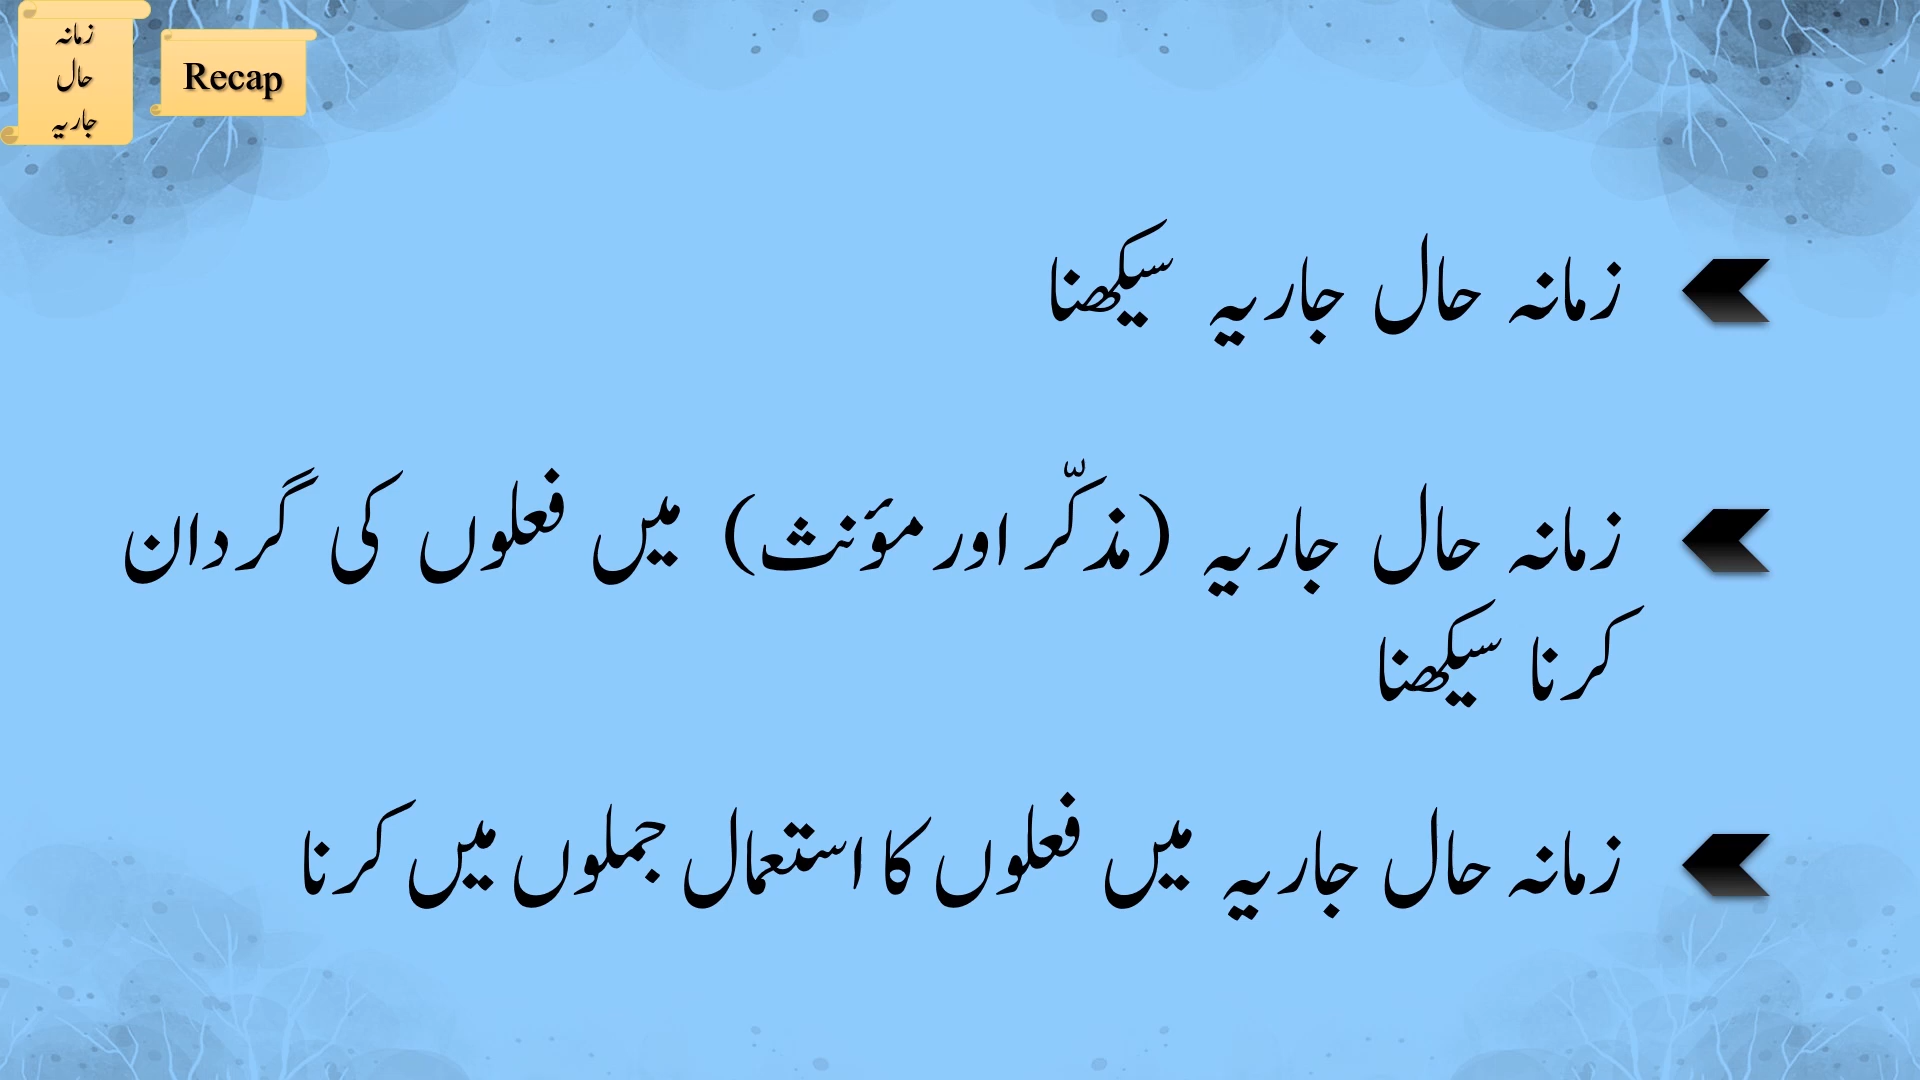 زمانہ
حال
جاریہ
Recap
زمانہ حال جاریہ سیکھنا
زمانہ حال جاریہ (مذکّر اور مؤنث) میں فعلوں کی گردان
کرنا سیکھنا
زمانہ حال جاریہ میں فعلوں کا استعمال جملوں میں کرنا